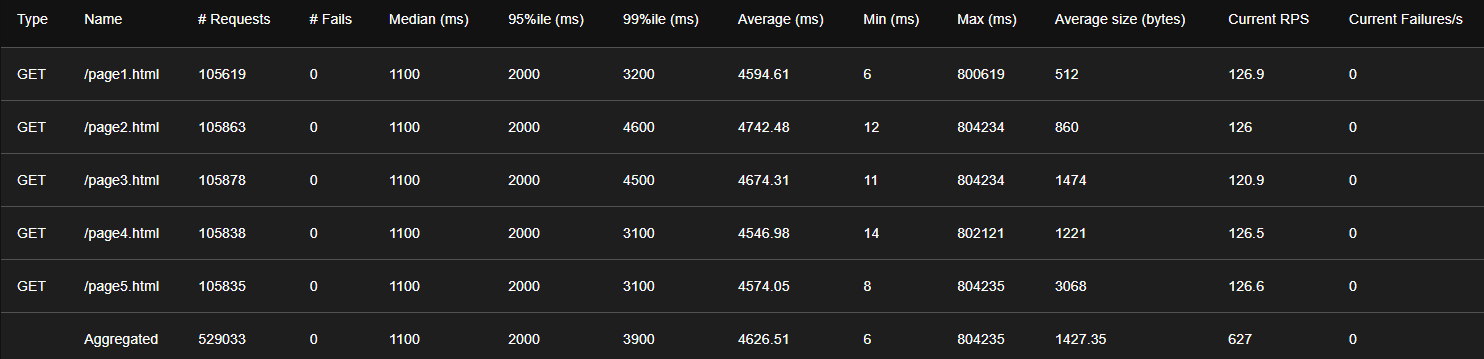 Type Name # Requests # Fails Median (ms) 95%ile (ms) 99%ile (ms) Average (ms) Min (ms) Max (ms) Average size (bytes) Current RPS Current Failures/s
GET /page1.html 105619 0 1100 2000 3200 4594.61 6 800619 512 126.9 0
GET /page2.html 105863 0 1100 2000 4600 4742.48 12 804234 860 126 0
GET /page3.html 105878 0 1100 2000 4500 4674.31 11 804234 1474 120.9 0
GET /page4.html 105838 0 1100 2000 3100 4546.98 14 802121 1221 126.5 0
GET /page5.html 105835 0 1100 2000 3100 4574.05 8 804235 3068 126.6 0
Aggregated 529033 0 1100 2000 3900 4626.51 6 804235 1427.35 627 0